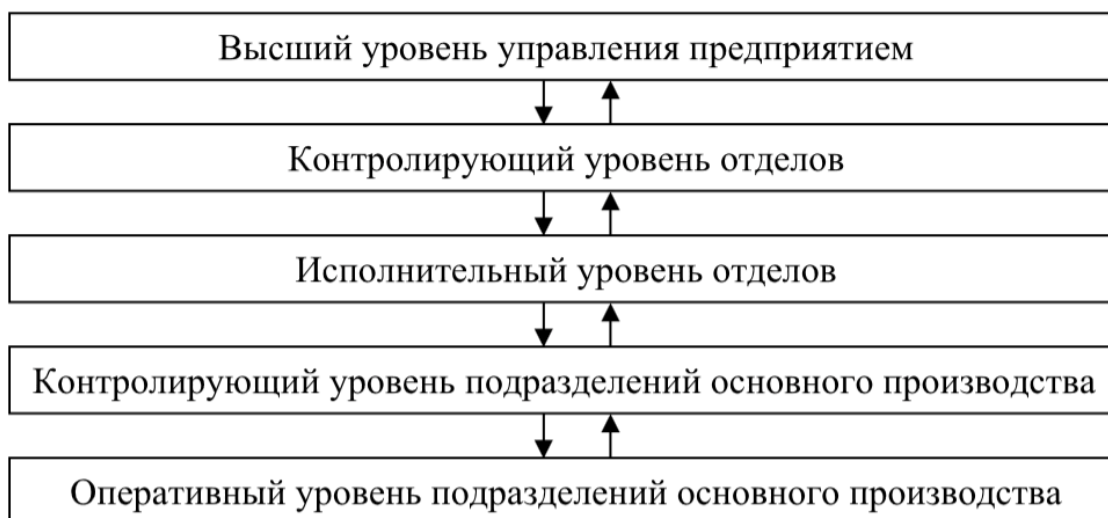 Высший уровень управления предприятием
Контролирующий уровень отделов
Исполнительный уровень отделов
Контролирующий уровень подразделений основного производства
Оперативный уровень подразделений основного производства